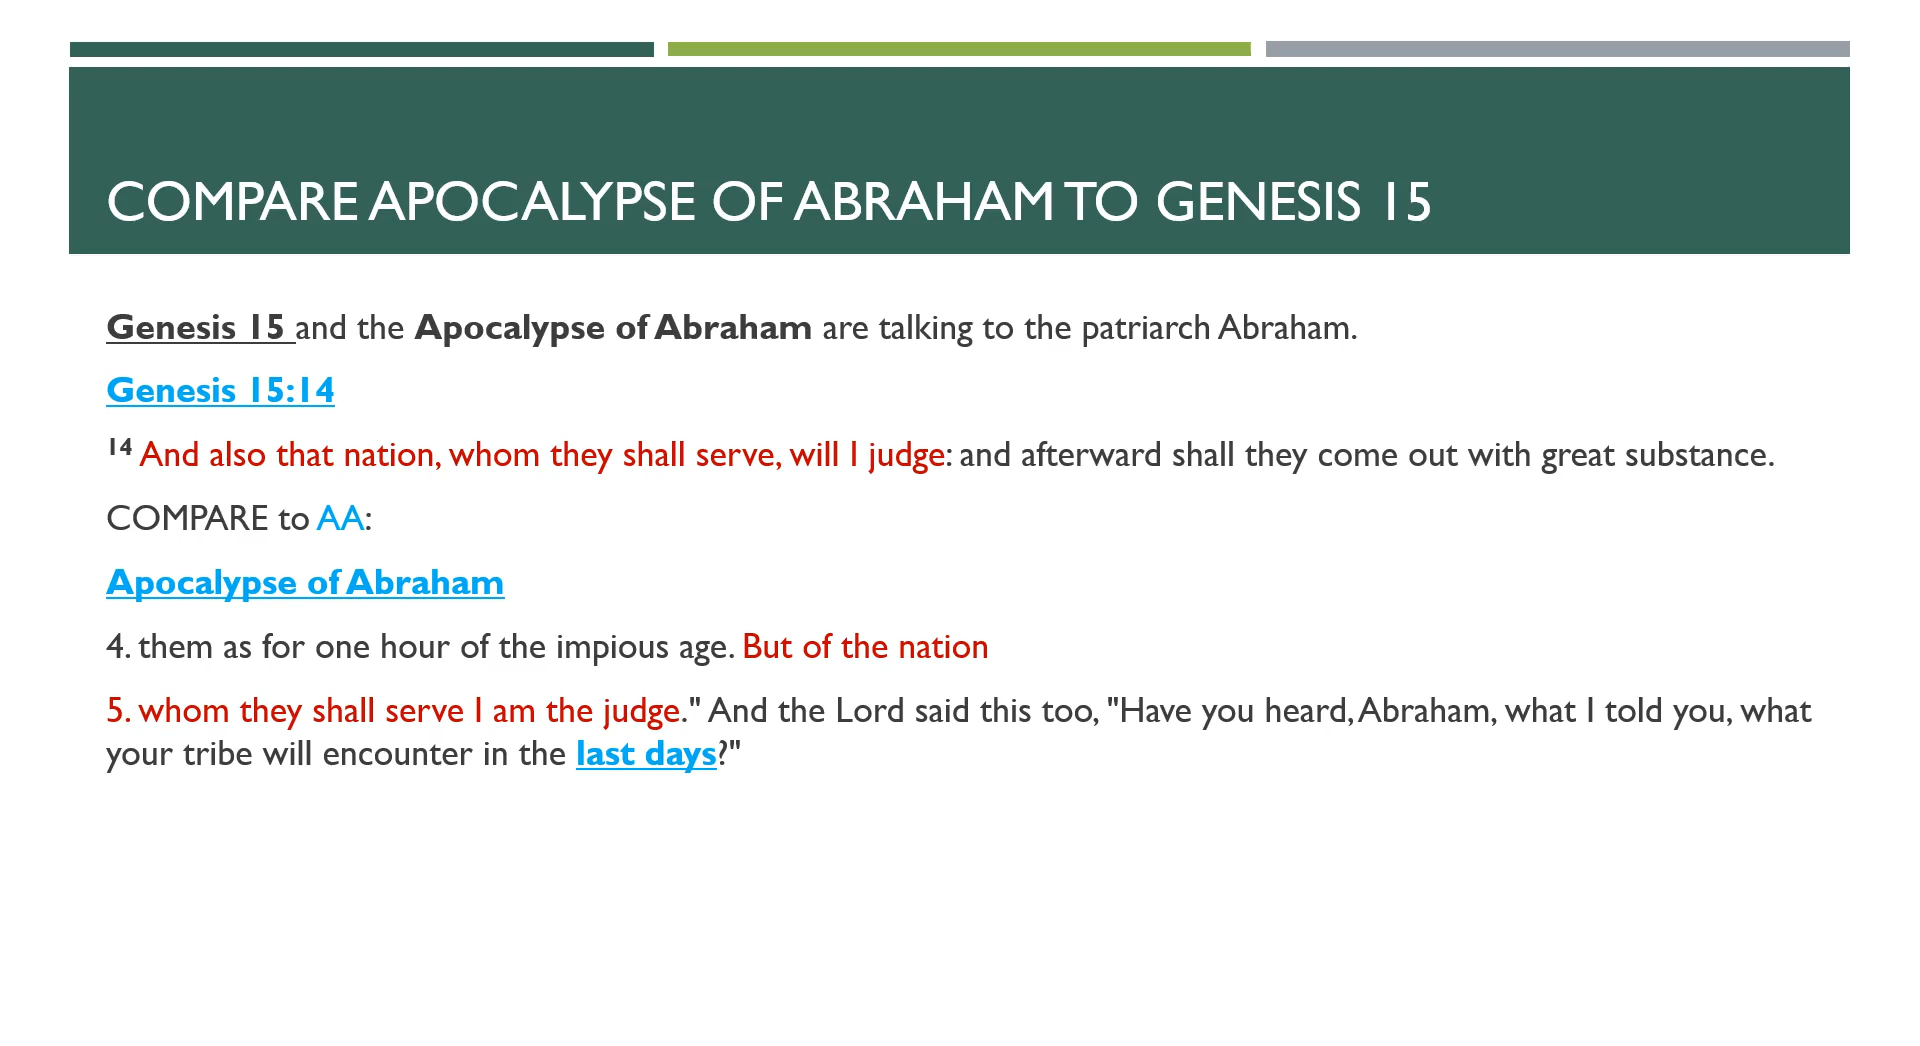 COMPARE APOCALYPSE OF ABRAHAM TO GENESIS 15
Genesis 15 and the Apocalypse of Abraham are talking to the patriarch Abraham.
Genesis 15:14
14 And also that nation, whom they shall serve, will I judge: and afterward shall they come out with great substance.
COMPARE to AA:
Apocalypse of Abraham
4. them as for one hour of the impious age. But of the nation
5. whom they shall serve I am the judge." And the Lord said this too, "Have you heard, Abraham, what I told you, what
your tribe will encounter in the last days?"